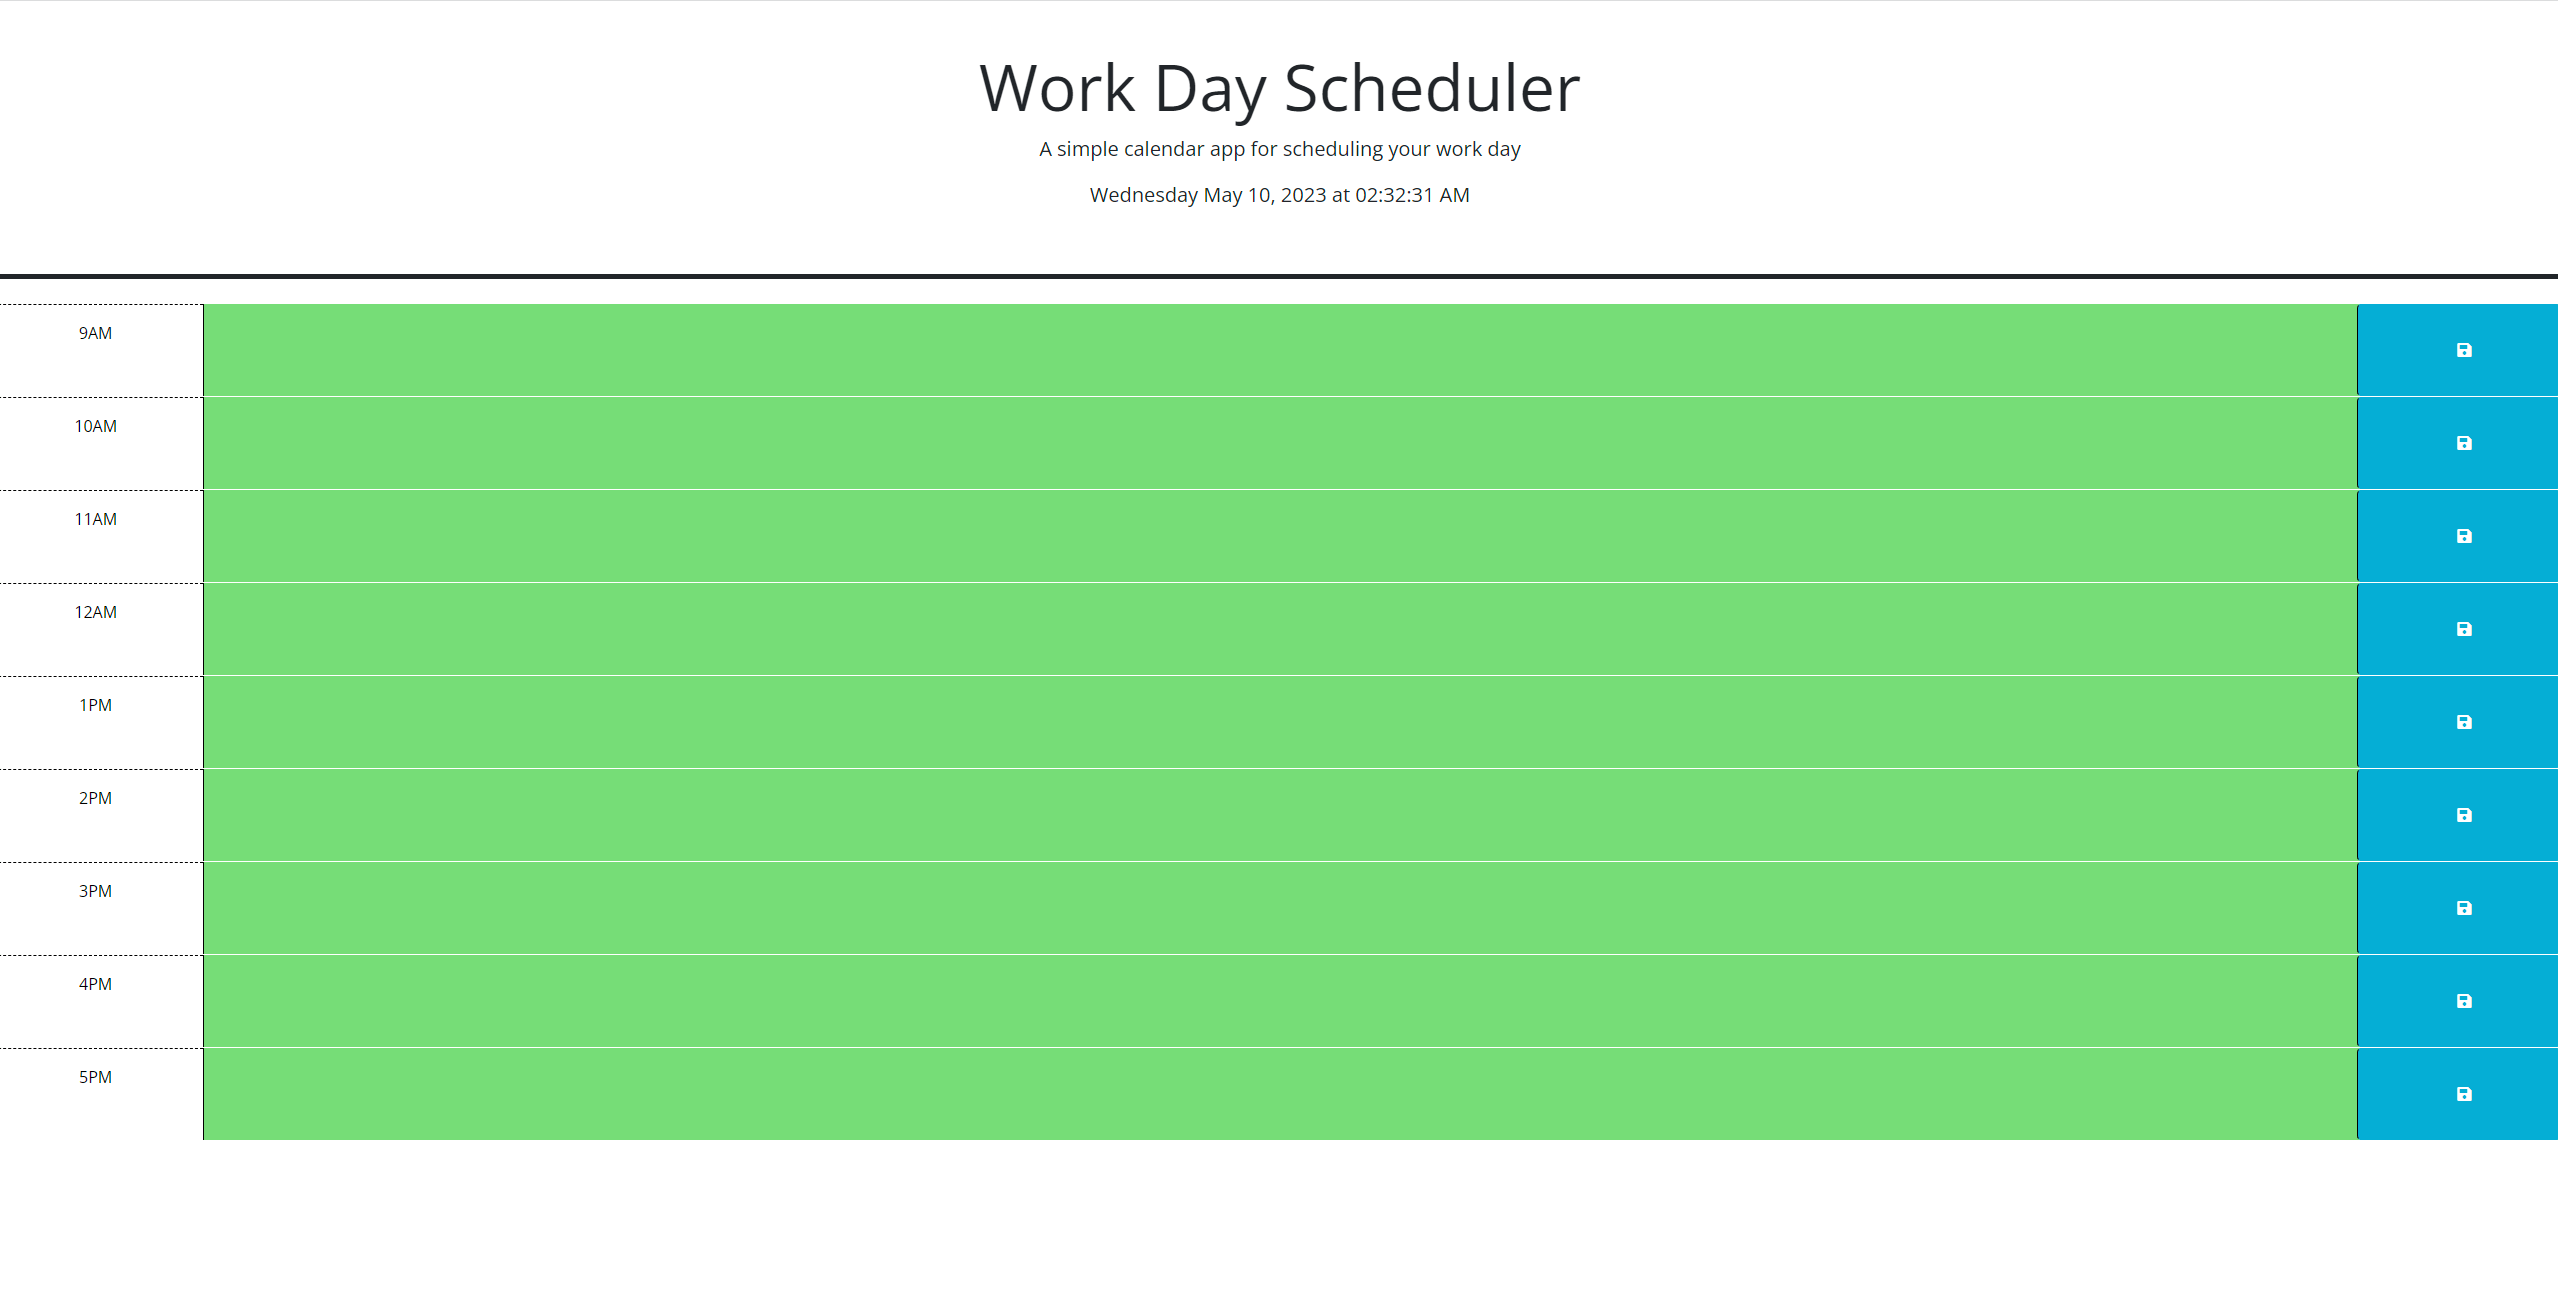 Work Day Scheduler
A simple calendar app for scheduling your work day
Wednesday May 10, 2023 at 02:32:31 AM
9AM
10AM
11AM
12AM
1PM
2PM
3PM
4PM
5PM